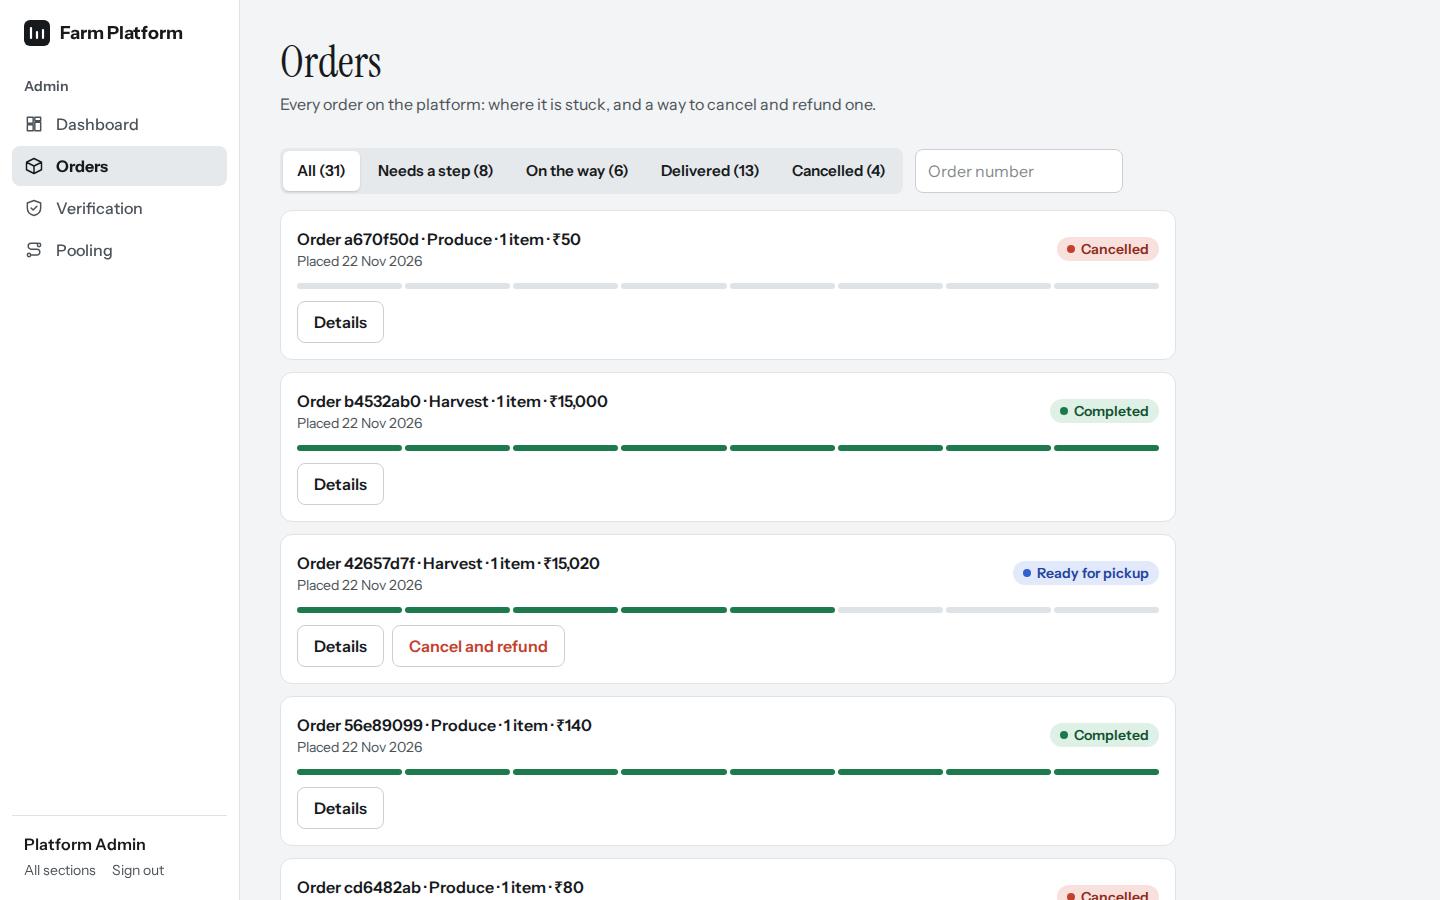 Farm Platform
Admin
Dashboard
Orders
Verification
Pooling
Platform Admin
All sections Sign out
Orders
Every order on the platform: where it is stuck, and a way to cancel and refund one.
All (31) Needs a step (8) On the way (6) Delivered (13) Cancelled (4) Order number
Order a670f50d · Produce · 1 item · ₹50
Placed 22 Nov 2026
Cancelled
Details
Order b4532ab0 · Harvest · 1 item · ₹15,000
Placed 22 Nov 2026
Completed
Details
Order 42657d7f · Harvest · 1 item · ₹15,020
Placed 22 Nov 2026
Ready for pickup
Details Cancel and refund
Order 56e89099 · Produce · 1 item · ₹140
Placed 22 Nov 2026
Completed
Details
Order cd6482ab · Produce · 1 item · ₹80
Cancelled